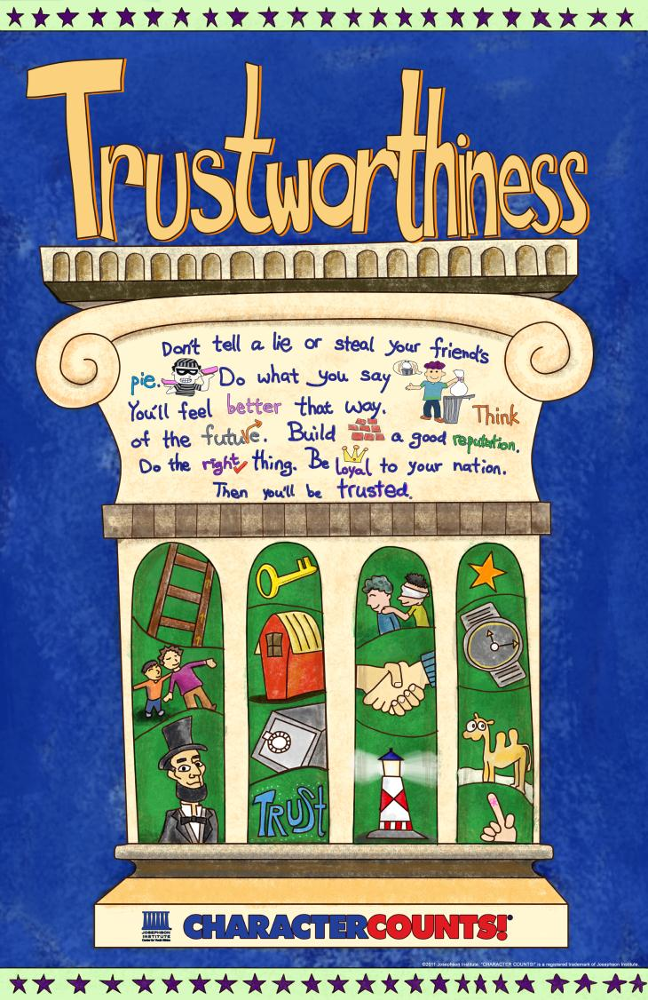 Trustworthiness
Don't tell a lie or steal your friend's
pie. Do what you say
You'll feel better that way. Think
of the future. Build a good reputation.
Do the right thing. Be loyal to your nation.
Then you'll be trusted.
TRUSt
JOSEPHSON
INSTITUTE
Center for Youth Ethics
CHARACTERCOUNTS!®
©2011 Josephson Institute. "CHARACTER COUNTS!" is a registered trademark of Josephson Institute.